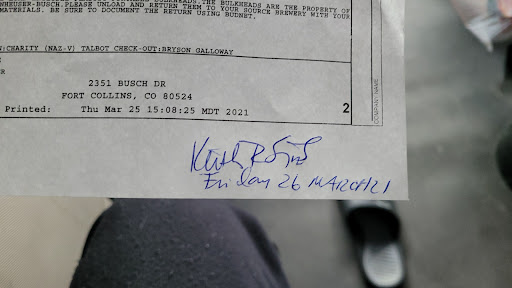 NHEUSER-BUSCH.PLEASE UNLOAD AND RETURN THEM TO YOUR SOURCE BREWERY WITH YOUR
MATERIALS. BE SURE TO DOCUMENT THE RETURN USING BUDNET.
N:CHARITY (NAZ-V) TALBOT CHECK-OUT:BRYSON GALLOWAY
R
2351 BUSCH DR
FORT COLLINS, CO 80524
Printed: Thu Mar 25 15:08:25 MDT 2021
2
COMPANY NAME
Friday 26 MARCH 21